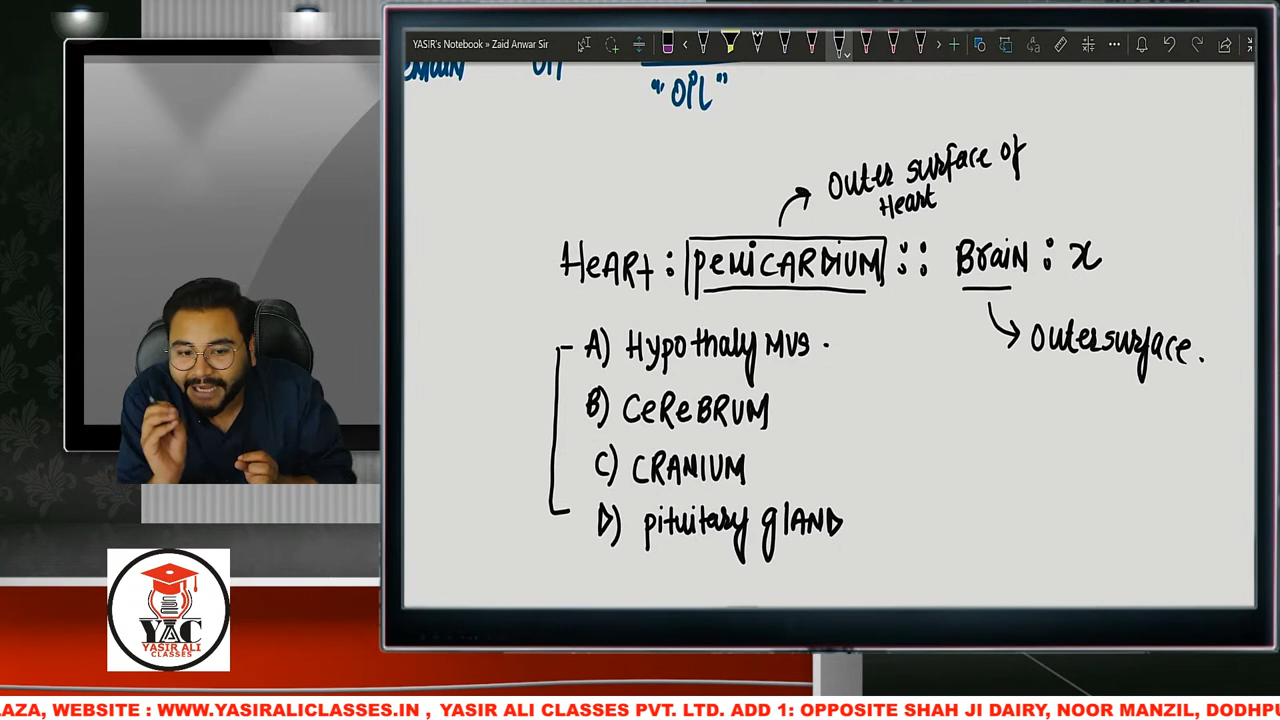 YASIR's Notebook » Zaid Anwar Sir
"OPL"
Outer surface of
Heart
HeARt : PERiCARDIUM :: BraiN : x
Outersurface.
A) Hypothaly MUS
B) CeReBRUM
C) CRANIUM
D) pituitary glAND
YAC
YASIR ALI
CLASSES
AZA, WEBSITE : WWW.YASIRALICLASSES.IN , YASIR ALI CLASSES PVT. LTD. ADD 1: OPPOSITE SHAH JI DAIRY, NOOR MANZIL, DODHP